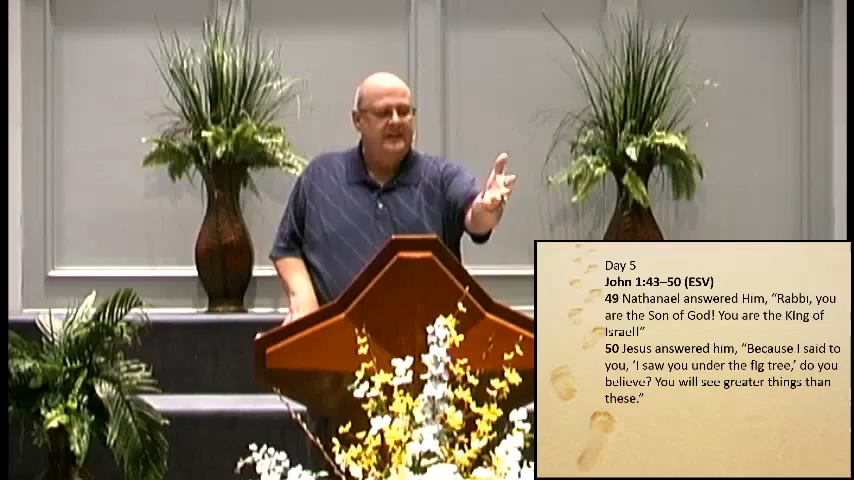 Day 5
John 1:43–50 (ESV)
49 Nathanael answered Him, “Rabbi, you
are the Son of God! You are the King of
Israel!”
50 Jesus answered him, “Because I said to
you, ‘I saw you under the fig tree,’ do you
believe? You will see greater things than
these.”